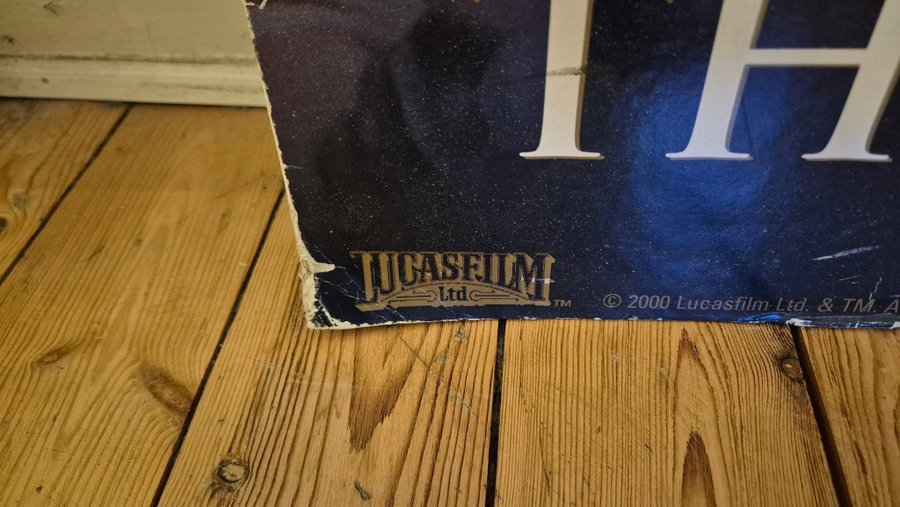 TH
LUCASFILM
Ltd ™
© 2000 Lucasfilm Ltd. & TM. A